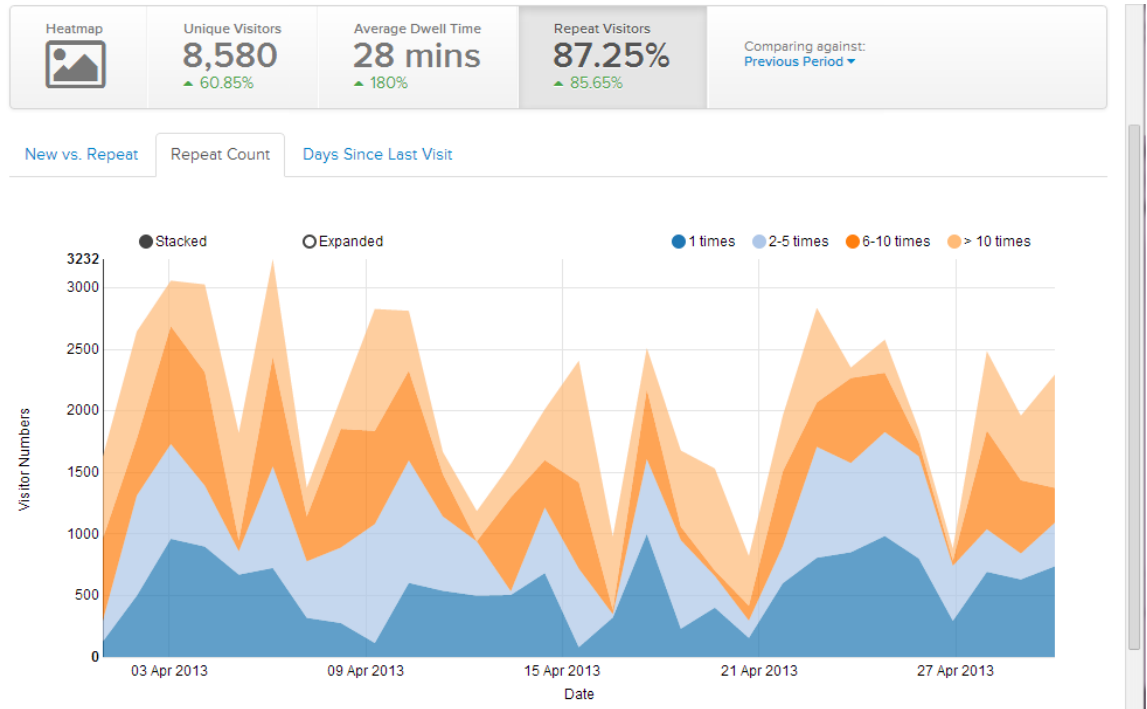 Heatmap
Unique Visitors
8,580
60.85%
Average Dwell Time
28 mins
180%
Repeat Visitors
87.25%
85.65%
Comparing against:
Previous Period
New vs. Repeat
Repeat Count
Days Since Last Visit
Stacked
Expanded
1 times
2-5 times
6-10 times
> 10 times
3232
3000
2500
2000
1500
1000
500
0
Visitor Numbers
03 Apr 2013
09 Apr 2013
15 Apr 2013
21 Apr 2013
27 Apr 2013
Date